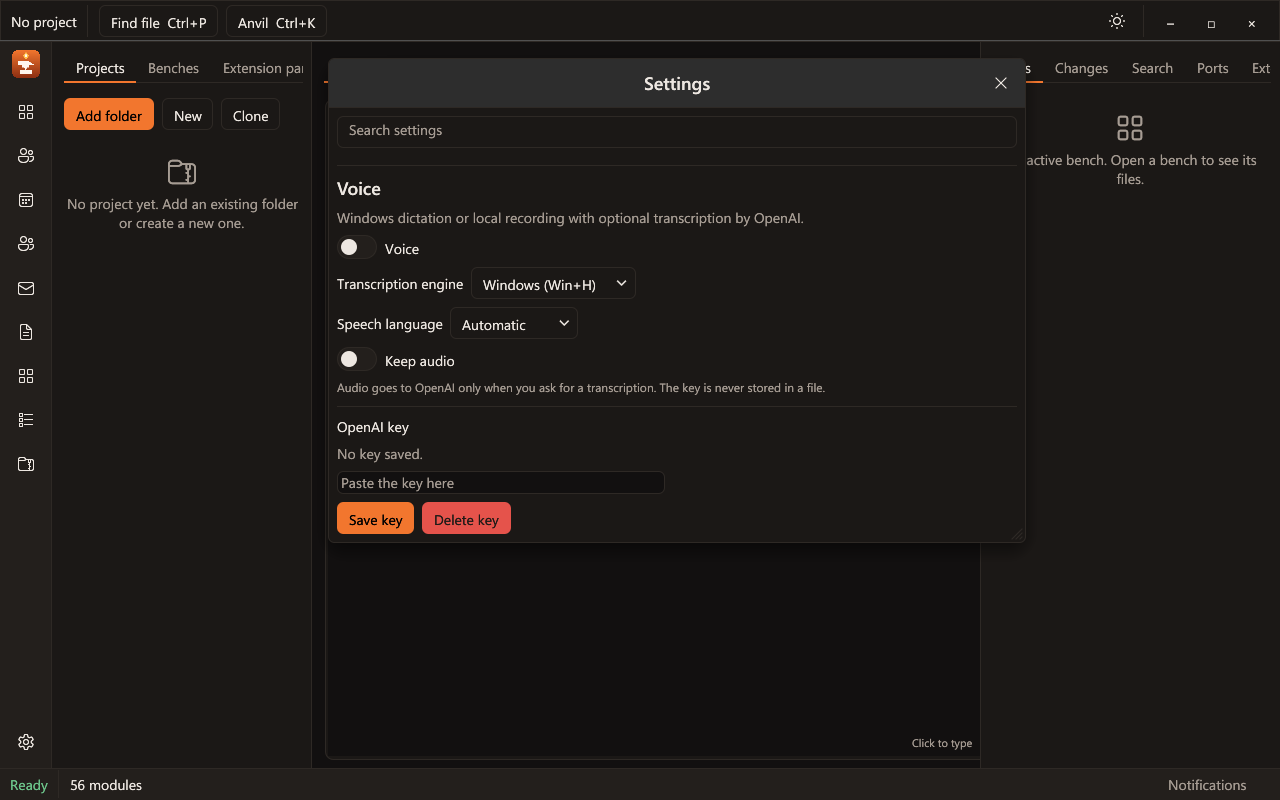 No project
Find file Ctrl+P
Anvil Ctrl+K
Projects
Benches
Extension par
Changes
Search
Ports
Ext
Add folder
New
Clone
No project yet. Add an existing folder
or create a new one.
Settings
Search settings
Voice
Windows dictation or local recording with optional transcription by OpenAI.
Voice
Transcription engine
Windows (Win+H)
Speech language
Automatic
Keep audio
Audio goes to OpenAI only when you ask for a transcription. The key is never stored in a file.
OpenAI key
No key saved.
Paste the key here
Save key
Delete key
active bench. Open a bench to see its
files.
Click to type
Ready
56 modules
Notifications